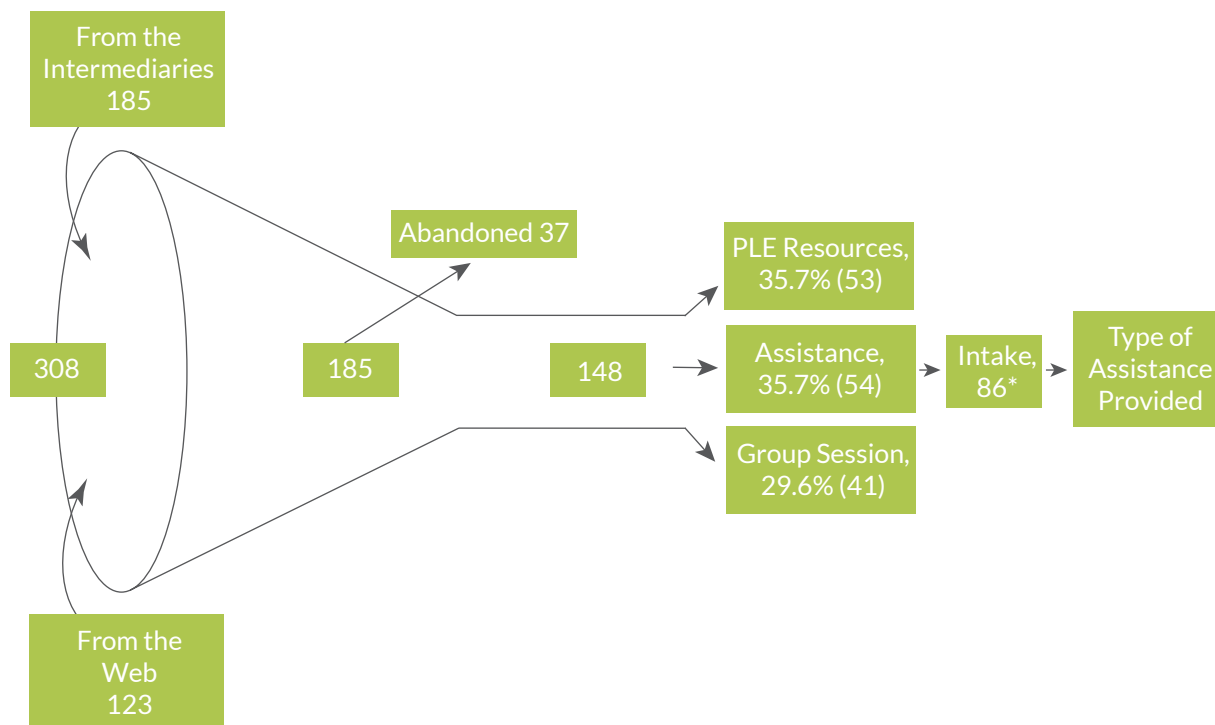 From the
Intermediaries
185
Abandoned 37
PLE Resources,
35.7% (53)
308
185
148
Assistance,
35.7% (54)
Intake,
86*
Type of
Assistance
Provided
Group Session,
29.6% (41)
From the
Web
123